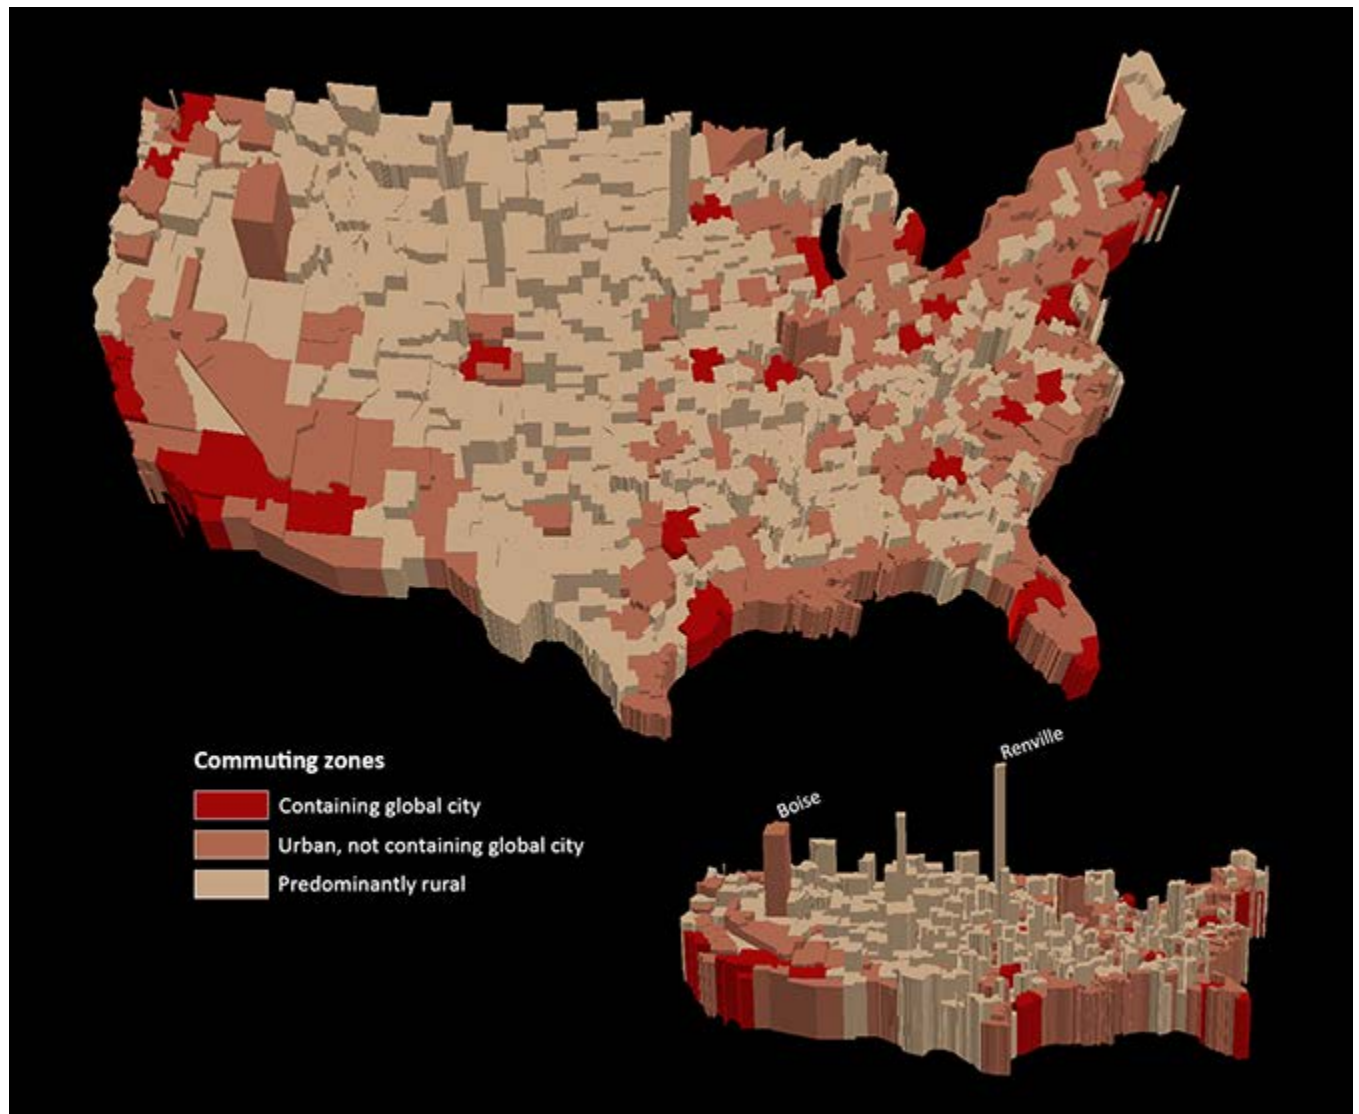 Commuting zones
Containing global city
Urban, not containing global city
Predominantly rural
Boise
Renville